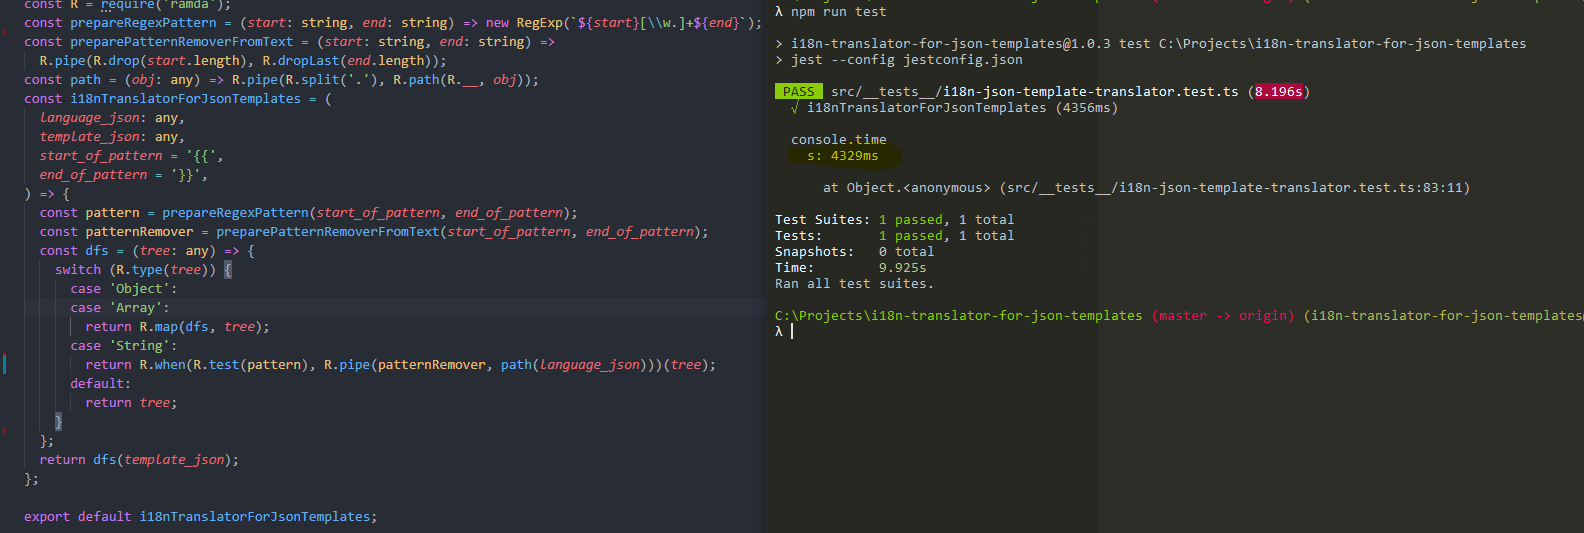 const R = require('ramda');
const prepareRegexPattern = (start: string, end: string) => new RegExp(`${start}[\\w.]+${end}`);
const preparePatternRemoverFromText = (start: string, end: string) =>
  R.pipe(R.drop(start.length), R.dropLast(end.length));
const path = (obj: any) => R.pipe(R.split('.'), R.path(R.__, obj));
const i18nTranslatorForJsonTemplates = (
  language_json: any,
  template_json: any,
  start_of_pattern = '{{',
  end_of_pattern = '}}',
) => {
  const pattern = prepareRegexPattern(start_of_pattern, end_of_pattern);
  const patternRemover = preparePatternRemoverFromText(start_of_pattern, end_of_pattern);
  const dfs = (tree: any) => {
    switch (R.type(tree)) {
      case 'Object':
      case 'Array':
        return R.map(dfs, tree);
      case 'String':
        return R.when(R.test(pattern), R.pipe(patternRemover, path(language_json)))(tree);
      default:
        return tree;
    }
  };
  return dfs(template_json);
};
export default i18nTranslatorForJsonTemplates;
λ npm run test
> i18n-translator-for-json-templates@1.0.3 test C:\Projects\i18n-translator-for-json-templates
> jest --config jestconfig.json
PASS src/__tests__/i18n-json-template-translator.test.ts (8.196s)
√ i18nTranslatorForJsonTemplates (4356ms)
console.time
s: 4329ms
at Object.<anonymous> (src/__tests__/i18n-json-template-translator.test.ts:83:11)
Test Suites: 1 passed, 1 total
Tests: 1 passed, 1 total
Snapshots: 0 total
Time: 9.925s
Ran all test suites.
C:\Projects\i18n-translator-for-json-templates (master -> origin) (i18n-translator-for-json-templates
λ